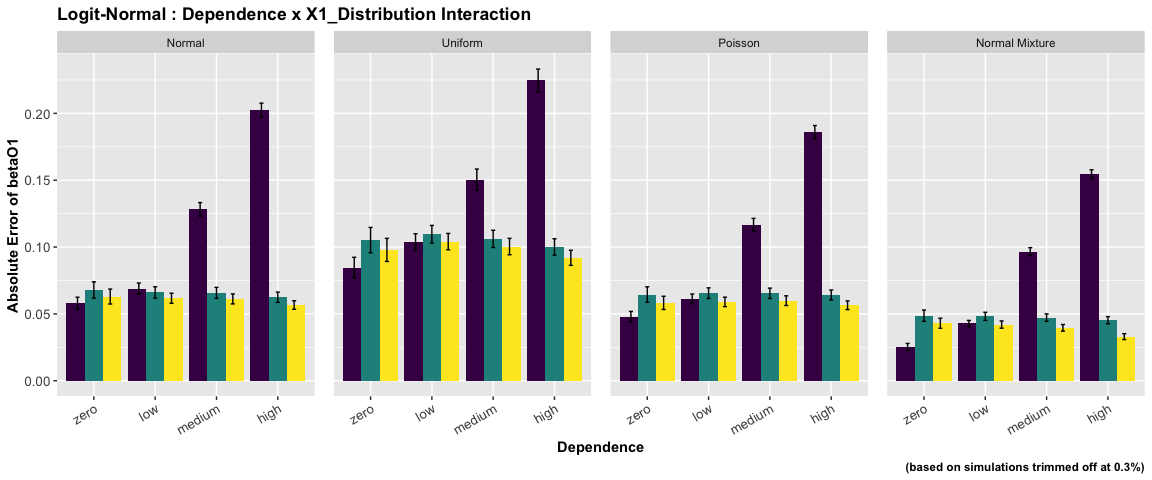 Logit-Normal : Dependence x X1_Distribution Interaction
Normal
Uniform
Poisson
Normal Mixture
Absolute Error of betaO1
0.20
0.15
0.10
0.05
0.00
zero low medium high
zero low medium high
zero low medium high
zero low medium high
Dependence
(based on simulations trimmed off at 0.3%)